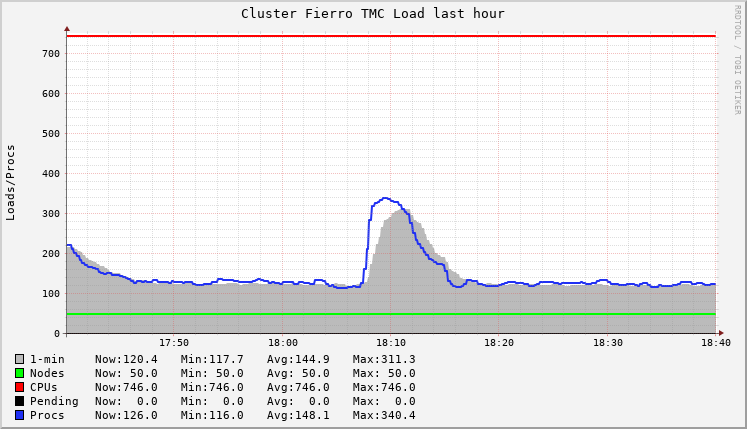 Cluster Fierro TMC Load last hour
RRDTOOL / TOBI OETIKER
Loads/Procs
700
600
500
400
300
200
100
0
17:50 18:00 18:10 18:20 18:30 18:40
1-min Now:120.4 Min:117.7 Avg:144.9 Max:311.3
Nodes Now: 50.0 Min: 50.0 Avg: 50.0 Max: 50.0
CPUs Now:746.0 Min:746.0 Avg:746.0 Max:746.0
Pending Now: 0.0 Min: 0.0 Avg: 0.0 Max: 0.0
Procs Now:126.0 Min:116.0 Avg:148.1 Max:340.4